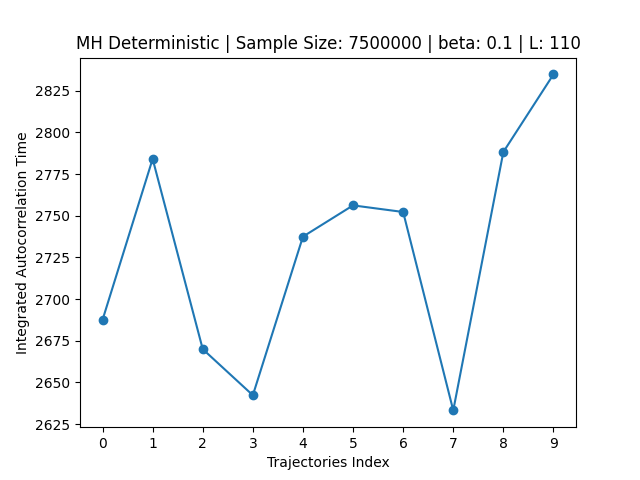 MH Deterministic | Sample Size: 7500000 | beta: 0.1 | L: 110
Integrated Autocorrelation Time
2825
2800
2775
2750
2725
2700
2675
2650
2625
0 1 2 3 4 5 6 7 8 9
Trajectories Index